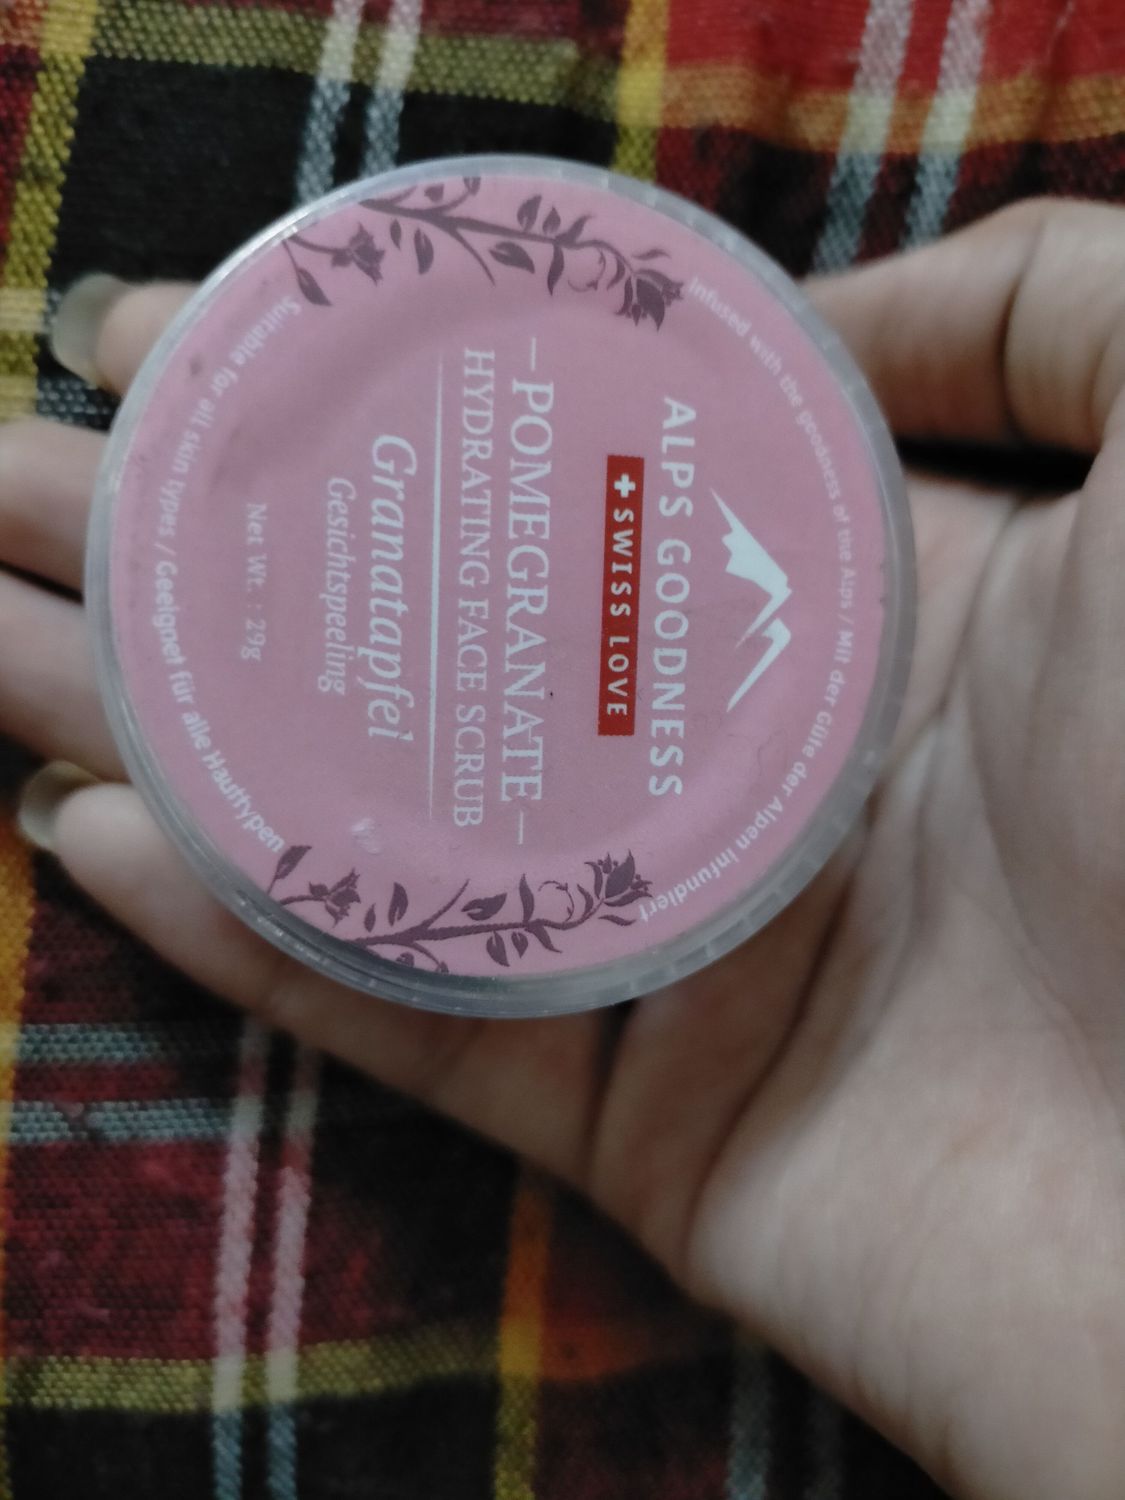 Infused with the goodness of the Alps / Mit der Güte der Alpen infundiert
ALPS GOODNESS
+ SWISS LOVE
POMEGRANATE
HYDRATING FACE SCRUB
Granatapfel
Gesichtspeeling
Net Wt. : 29g
Suitable for all skin types / Geeignet für alle Hauttypen